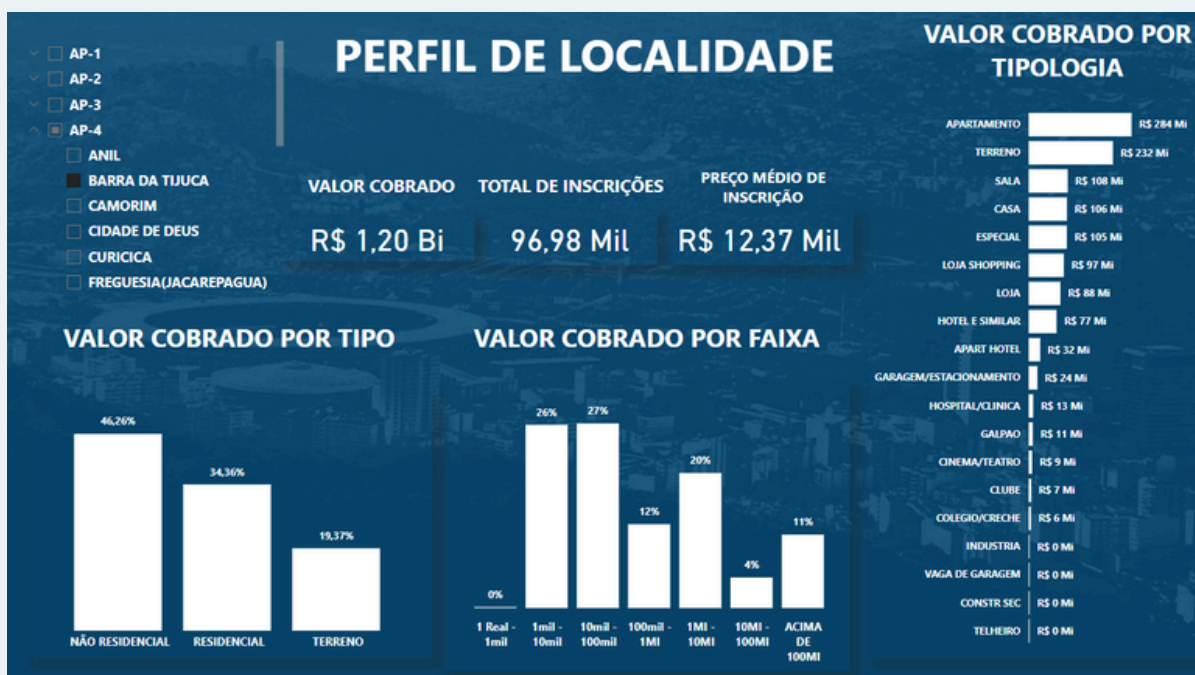 AP-1
AP-2
AP-3
AP-4
ANIL
BARRA DA TIJUCA
CAMORIM
CIDADE DE DEUS
CURICICA
FREGUESIA(JACAREPAGUA)
PERFIL DE LOCALIDADE
VALOR COBRADO
R$ 1,20 Bi
TOTAL DE INSCRIÇÕES
96,98 Mil
PREÇO MÉDIO DE
INSCRIÇÃO
R$ 12,37 Mil
VALOR COBRADO POR TIPO
46,26%
34,36%
19,37%
NÃO RESIDENCIAL
RESIDENCIAL
TERRENO
VALOR COBRADO POR FAIXA
0%
26%
27%
12%
20%
4%
11%
1 Real -
1mil
1mil -
10mil
10mil -
100mil
100mil -
1MI
1MI -
10MI
10MI -
100MI
ACIMA
DE
100MI
VALOR COBRADO POR
TIPOLOGIA
APARTAMENTO R$ 284 Mi
TERRENO R$ 232 Mi
SALA R$ 108 Mi
CASA R$ 106 Mi
ESPECIAL R$ 105 Mi
LOJA SHOPPING R$ 97 Mi
LOJA R$ 88 Mi
HOTEL E SIMILAR R$ 77 Mi
APART HOTEL R$ 32 Mi
GARAGEM/ESTACIONAMENTO R$ 24 Mi
HOSPITAL/CLINICA R$ 13 Mi
GALPAO R$ 11 Mi
CINEMA/TEATRO R$ 9 Mi
CLUBE R$ 7 Mi
COLEGIO/CRECHE R$ 6 Mi
INDUSTRIA R$ 0 Mi
VAGA DE GARAGEM R$ 0 Mi
CONSTR SEC R$ 0 Mi
TELHEIRO R$ 0 Mi